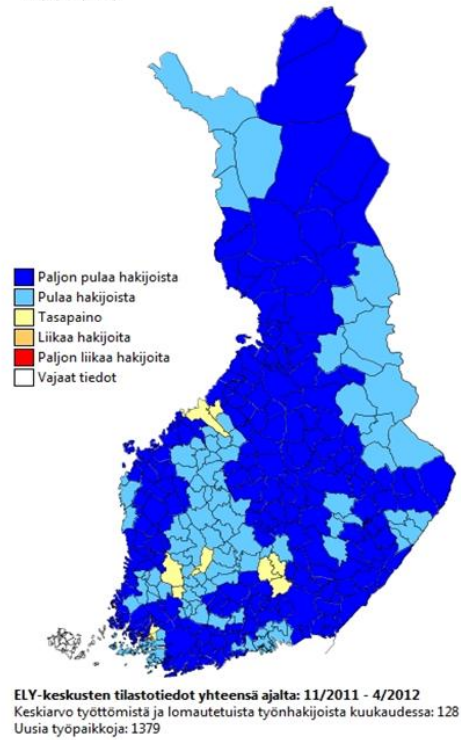 Paljon pulaa hakijoista
Pulaa hakijoista
Tasapaino
Liikaa hakijoita
Paljon liikaa hakijoita
Vajaat tiedot
ELY-keskusten tilastotiedot yhteensä ajalta: 11/2011 - 4/2012
Keskiarvo työttömistä ja lomautetuista työnhakijoista kuukaudessa: 128
Uusia työpaikkoja: 1379